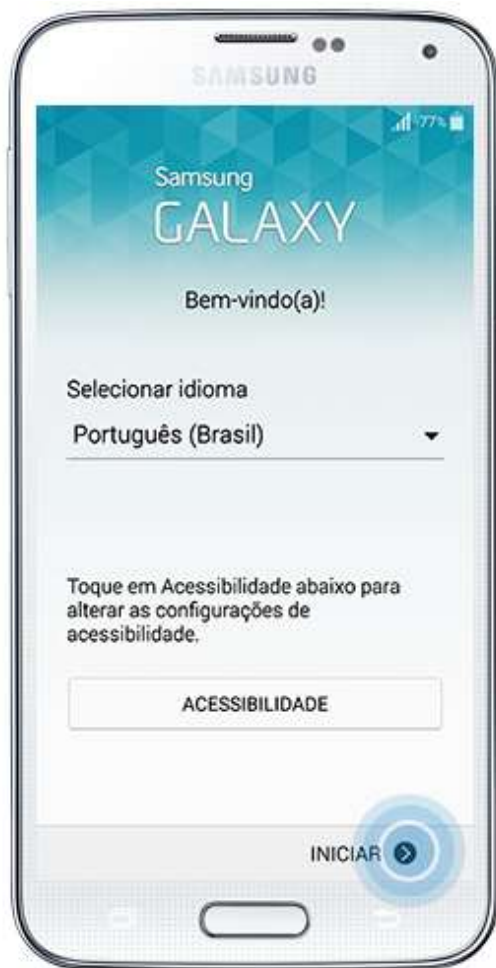 SAMSUNG
77%
Samsung
GALAXY
Bem-vindo(a)!
Selecionar idioma
Português (Brasil)
Toque em Acessibilidade abaixo para
alterar as configurações de
acessibilidade.
ACESSIBILIDADE
INICIAR